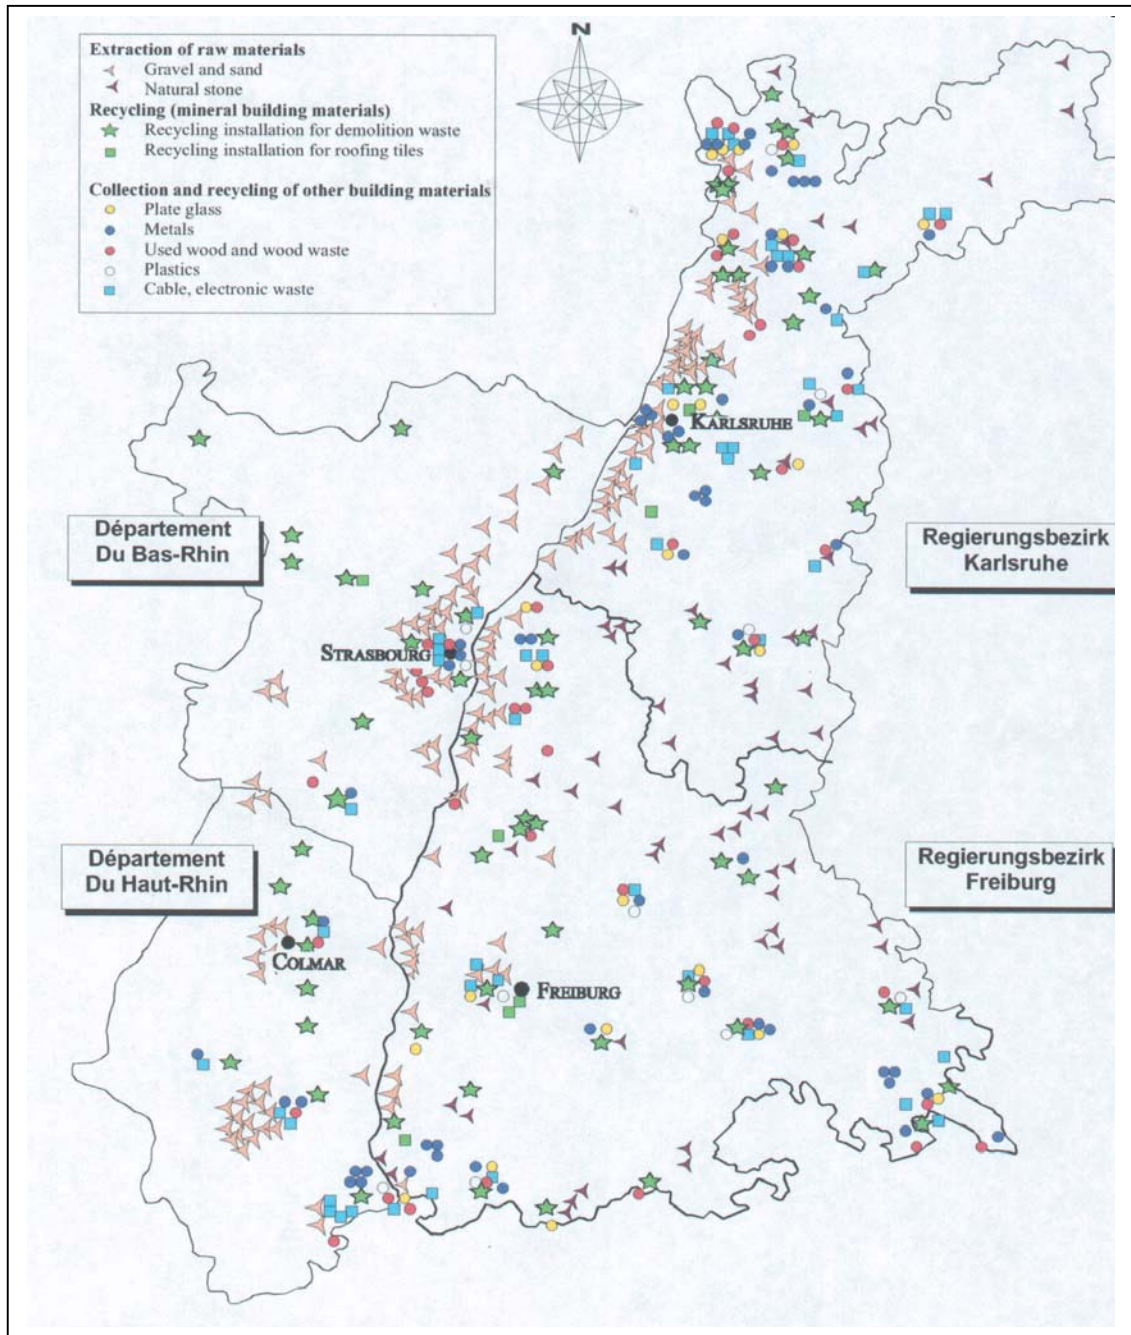 N
Extraction of raw materials
Gravel and sand
Natural stone
Recycling (mineral building materials)
Recycling installation for demolition waste
Recycling installation for roofing tiles
Collection and recycling of other building materials
Plate glass
Metals
Used wood and wood waste
Plastics
Cable, electronic waste
KARLSRUHE
Département
Du Bas-Rhin
Regierungsbezirk
Karlsruhe
STRASBOURG
Département
Du Haut-Rhin
Regierungsbezirk
Freiburg
COLMAR
FREIBURG